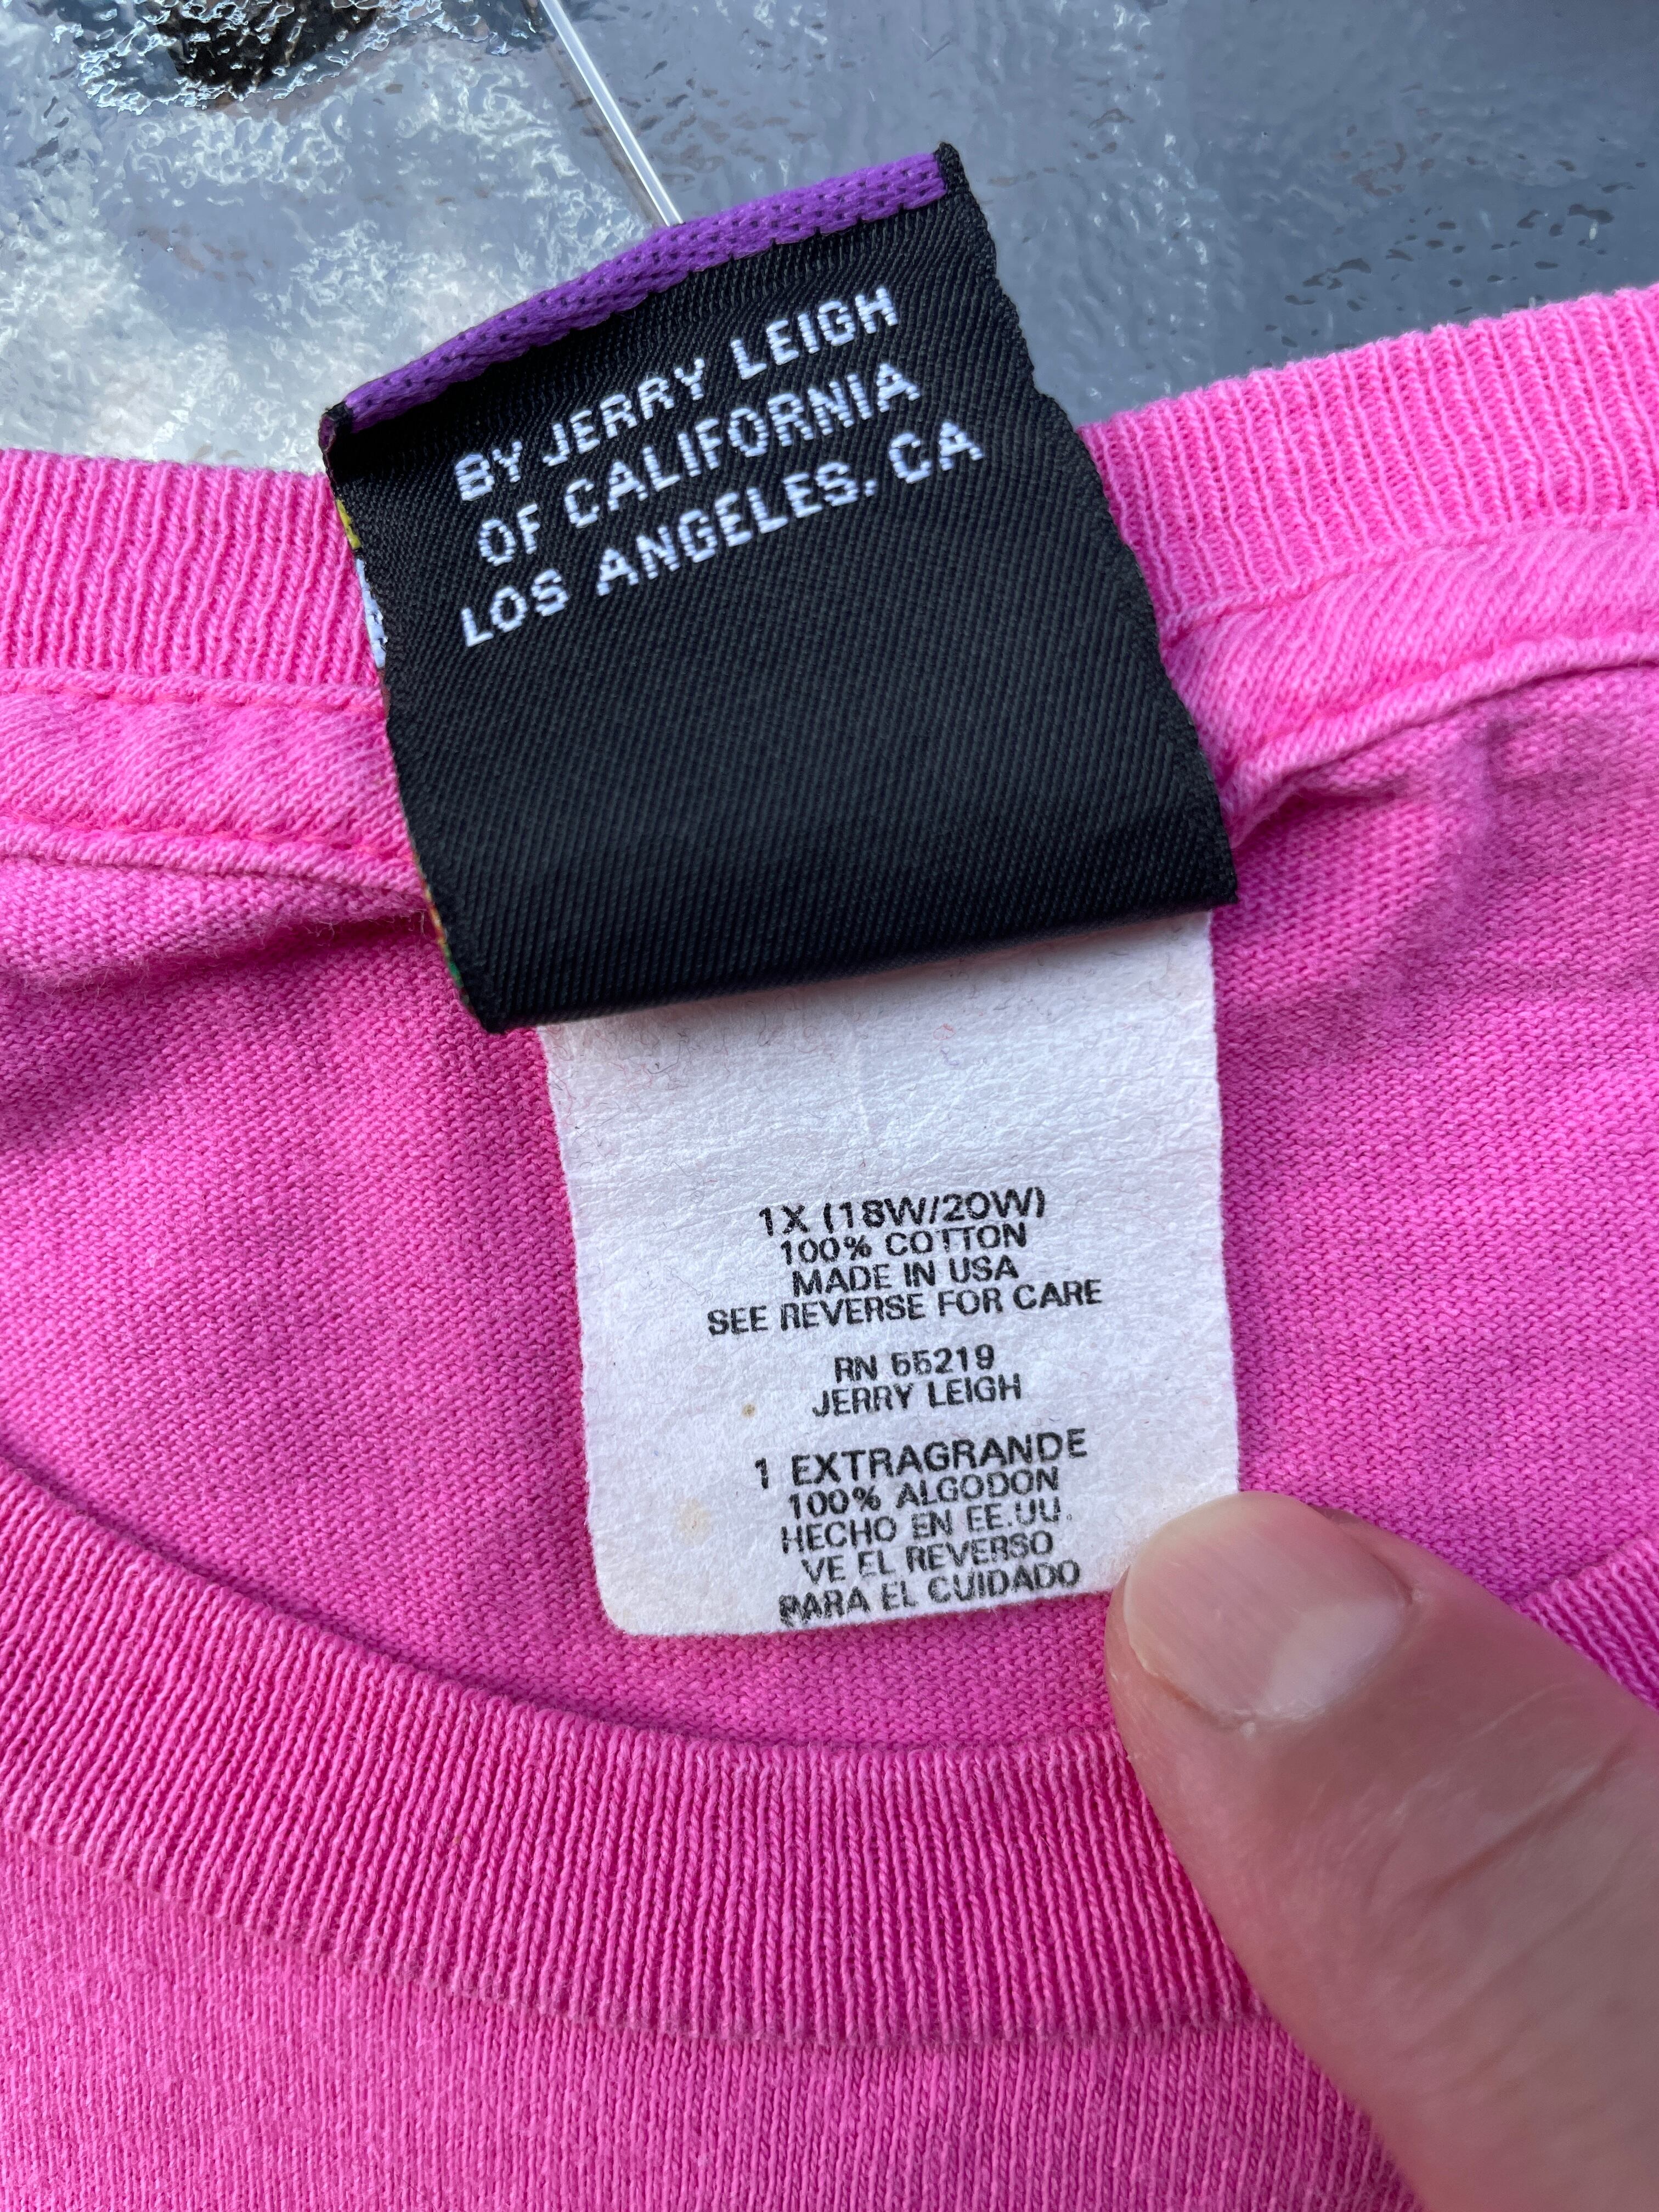 BY JERRY LEIGH
OF CALIFORNIA
LOS ANGELES, CA
1X (18W/20W)
100% COTTON
MADE IN USA
SEE REVERSE FOR CARE
RN 55219
JERRY LEIGH
1 EXTRAGRANDE
100% ALGODON
HECHO EN EE.UU.
VE EL REVERSO
PARA EL CUIDADO